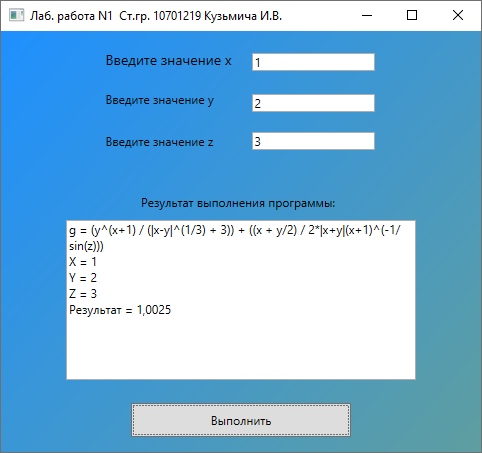 Лаб. работа N1  Ст.гр. 10701219 Кузьмича И.В.
Введите значение x
1
Введите значение y
2
Введите значение z
3
Результат выполнения программы:
g = (y^(x+1) / (|x-y|^(1/3) + 3)) + ((x + y/2) / 2*|x+y|(x+1)^(-1/
sin(z)))
X = 1
Y = 2
Z = 3
Результат = 1,0025
Выполнить